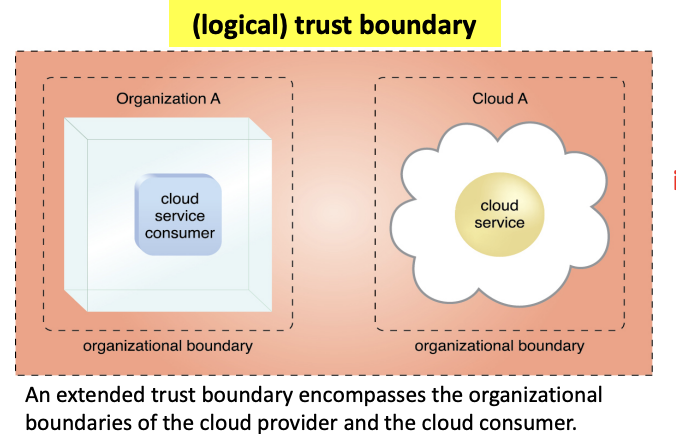 (logical) trust boundary
Organization A
cloud
service
consumer
organizational boundary
Cloud A
cloud
service
organizational boundary
An extended trust boundary encompasses the organizational
boundaries of the cloud provider and the cloud consumer.